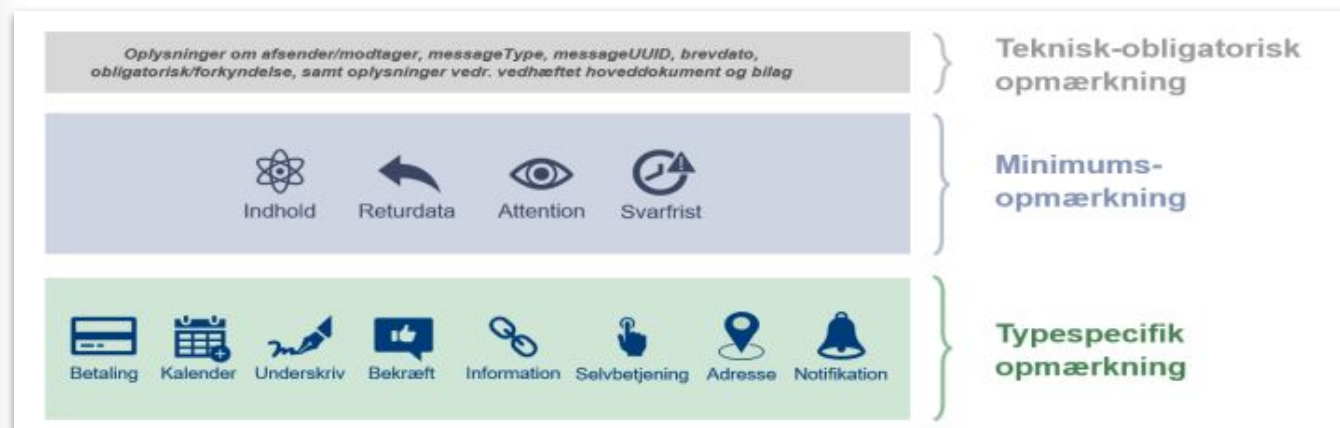 Oplysninger om afsender/modtager, messageType, messageUUID, brevdato,
obligatorisk/forkyndelse, samt oplysninger vedr. vedhæftet hoveddokument og bilag
Teknisk-obligatorisk
opmærkning
Indhold Returdata Attention Svarfrist
Minimums-
opmærkning
Betaling Kalender Underskriv Bekræft Information Selvbetjening Adresse Notifikation
Typespecifik
opmærkning